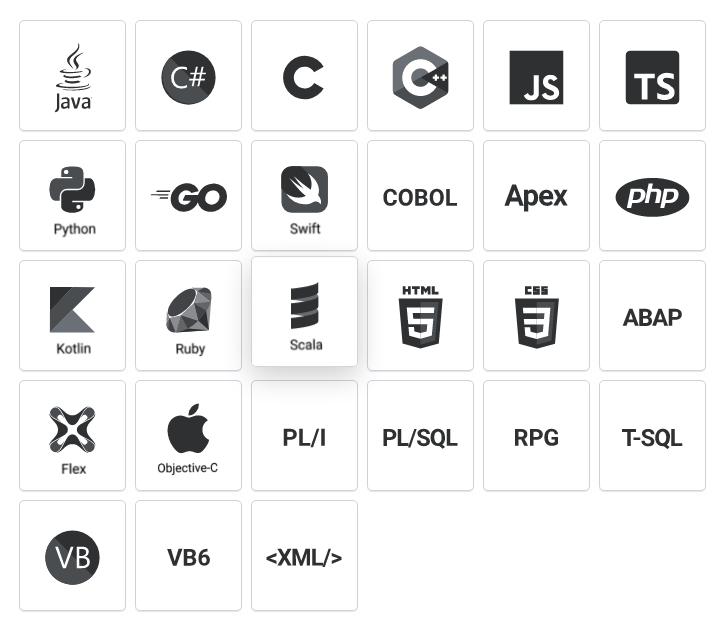 Java
C#
C
C++
JS
TS
Python
GO
Swift
COBOL
Apex
php
Kotlin
Ruby
Scala
HTML
5
CSS
3
ABAP
Flex
Objective-C
PL/I
PL/SQL
RPG
T-SQL
VB
VB6
<XML/>